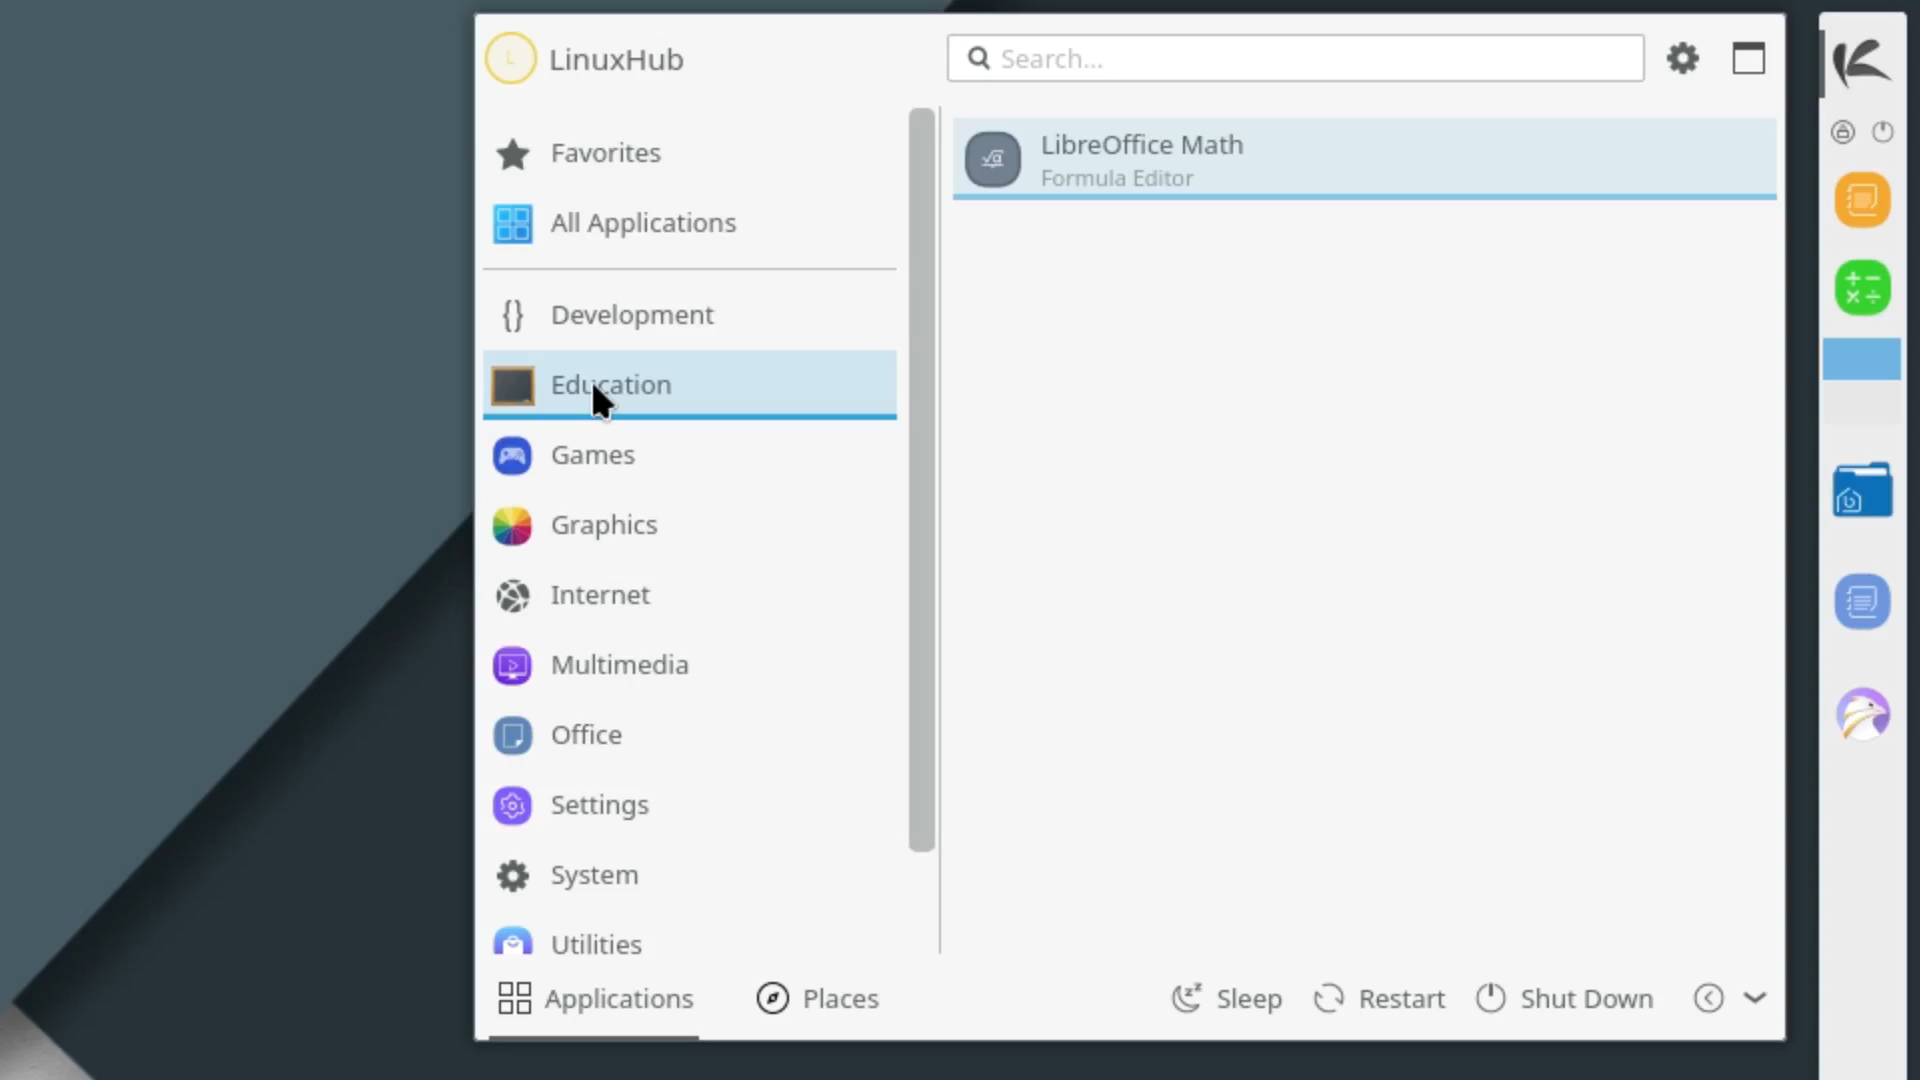 LinuxHub
Search...
Favorites
All Applications
Development
Education
Games
Graphics
Internet
Multimedia
Office
Settings
System
Utilities
LibreOffice Math
Formula Editor
Applications
Places
Sleep
Restart
Shut Down